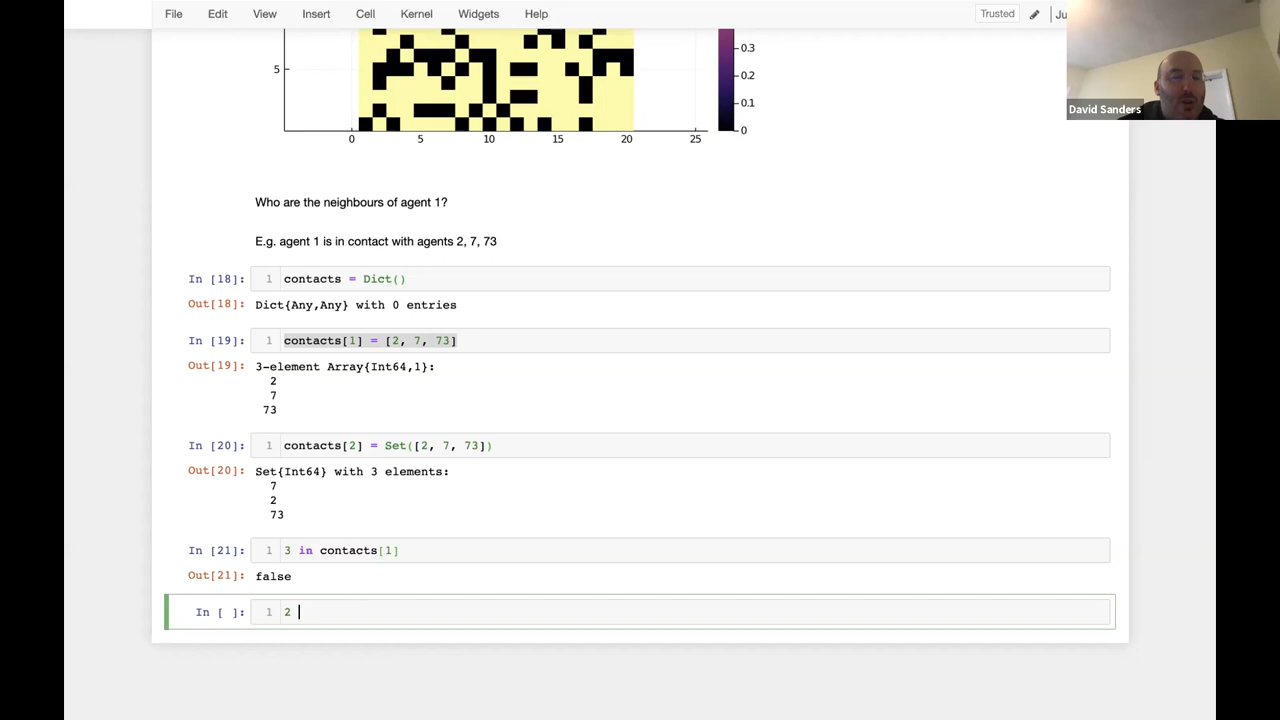 File Edit View Insert Cell Kernel Widgets Help Trusted Ju
David Sanders
0.3
0.2
0.1
0
5
0 5 10 15 20 25
Who are the neighbours of agent 1?
E.g. agent 1 is in contact with agents 2, 7, 73
In [18]: 1 contacts = Dict()
Out[18]: Dict{Any,Any} with 0 entries
In [19]: 1 contacts[1] = [2, 7, 73]
Out[19]: 3-element Array{Int64,1}:
2
7
73
In [20]: 1 contacts[2] = Set([2, 7, 73])
Out[20]: Set{Int64} with 3 elements:
7
2
73
In [21]: 1 3 in contacts[1]
Out[21]: false
In [ ]: 1 2